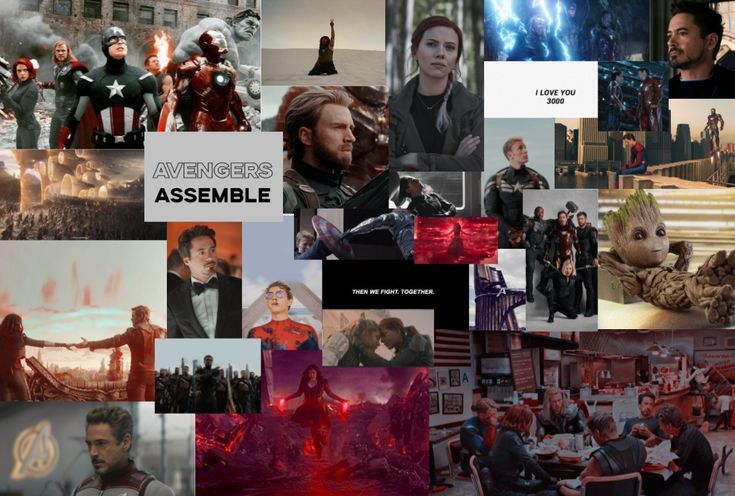 I LOVE YOU
3000
AVENGERS
ASSEMBLE
THEN WE FIGHT. TOGETHER.